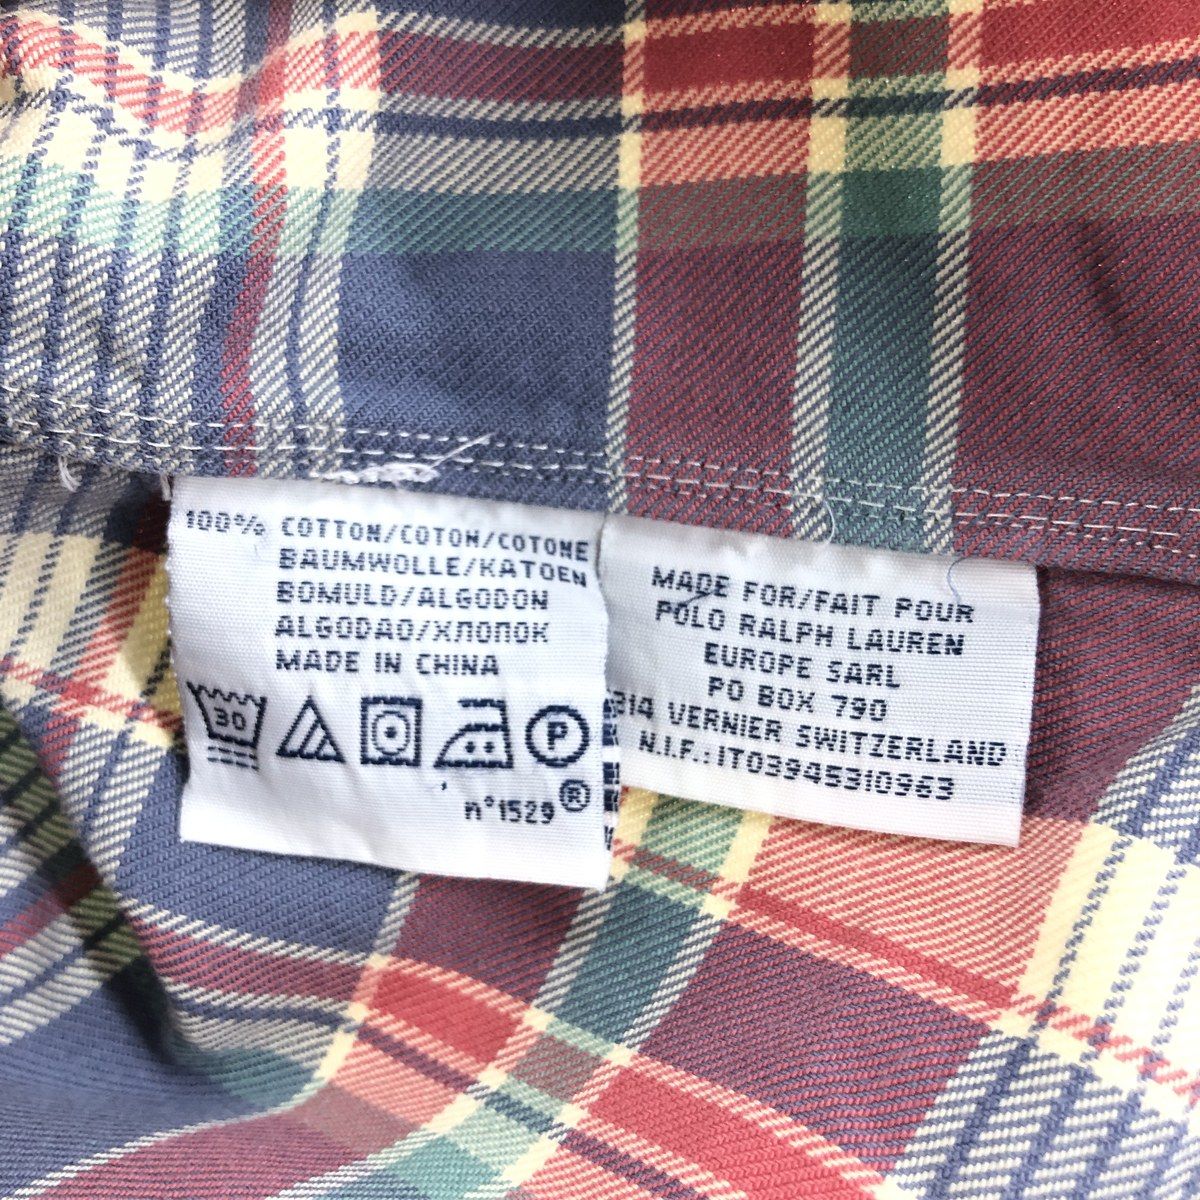 100% COTTON/COTON/COTONE
BAUMWOLLE/KATOEN
BOMULD/ALGODON
ALGODAO/ХЛОПОК
MADE IN CHINA
30
P
n°1529®
MADE FOR/FAIT POUR
POLO RALPH LAUREN
EUROPE SARL
PO BOX 790
214 VERNIER SWITZERLAND
N.I.F.: IT03945310963